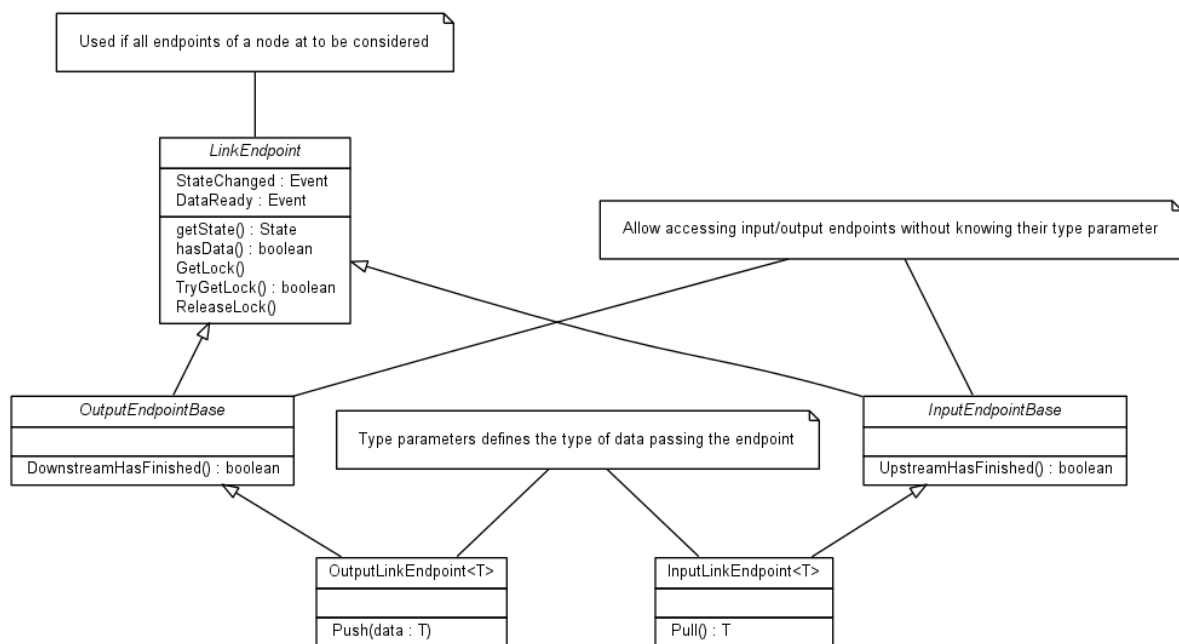 Used if all endpoints of a node at to be considered
LinkEndpoint
StateChanged : Event
DataReady : Event
getState() : State
hasData() : boolean
GetLock()
TryGetLock() : boolean
ReleaseLock()
Allow accessing input/output endpoints without knowing their type parameter
OutputEndpointBase
DownstreamHasFinished() : boolean
Type parameters defines the type of data passing the endpoint
InputEndpointBase
UpstreamHasFinished() : boolean
OutputLinkEndpoint<T>
Push(data : T)
InputLinkEndpoint<T>
Pull() : T